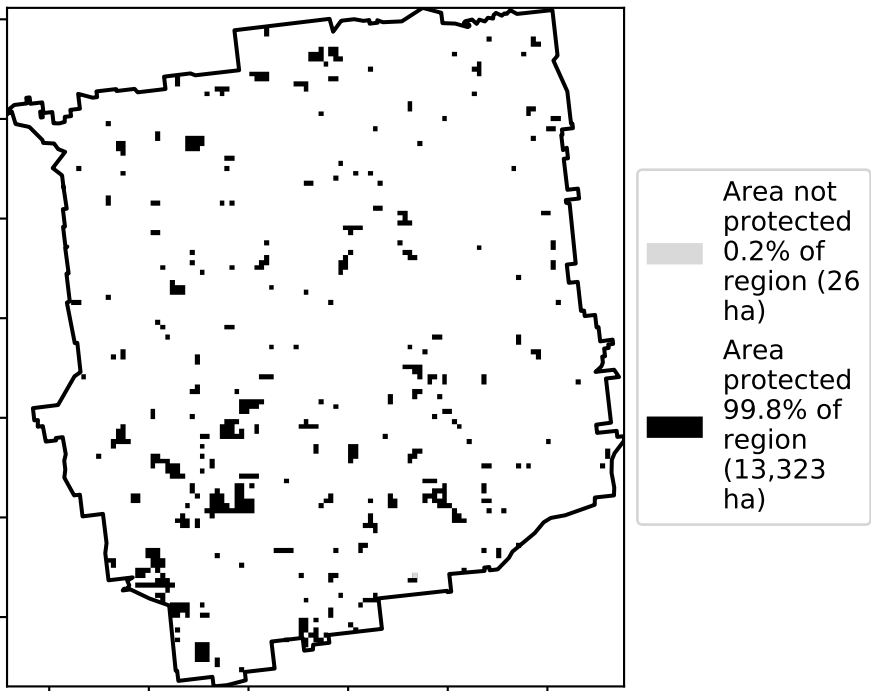 Area not
protected
0.2% of
region (26
ha)
Area
protected
99.8% of
region
(13,323
ha)